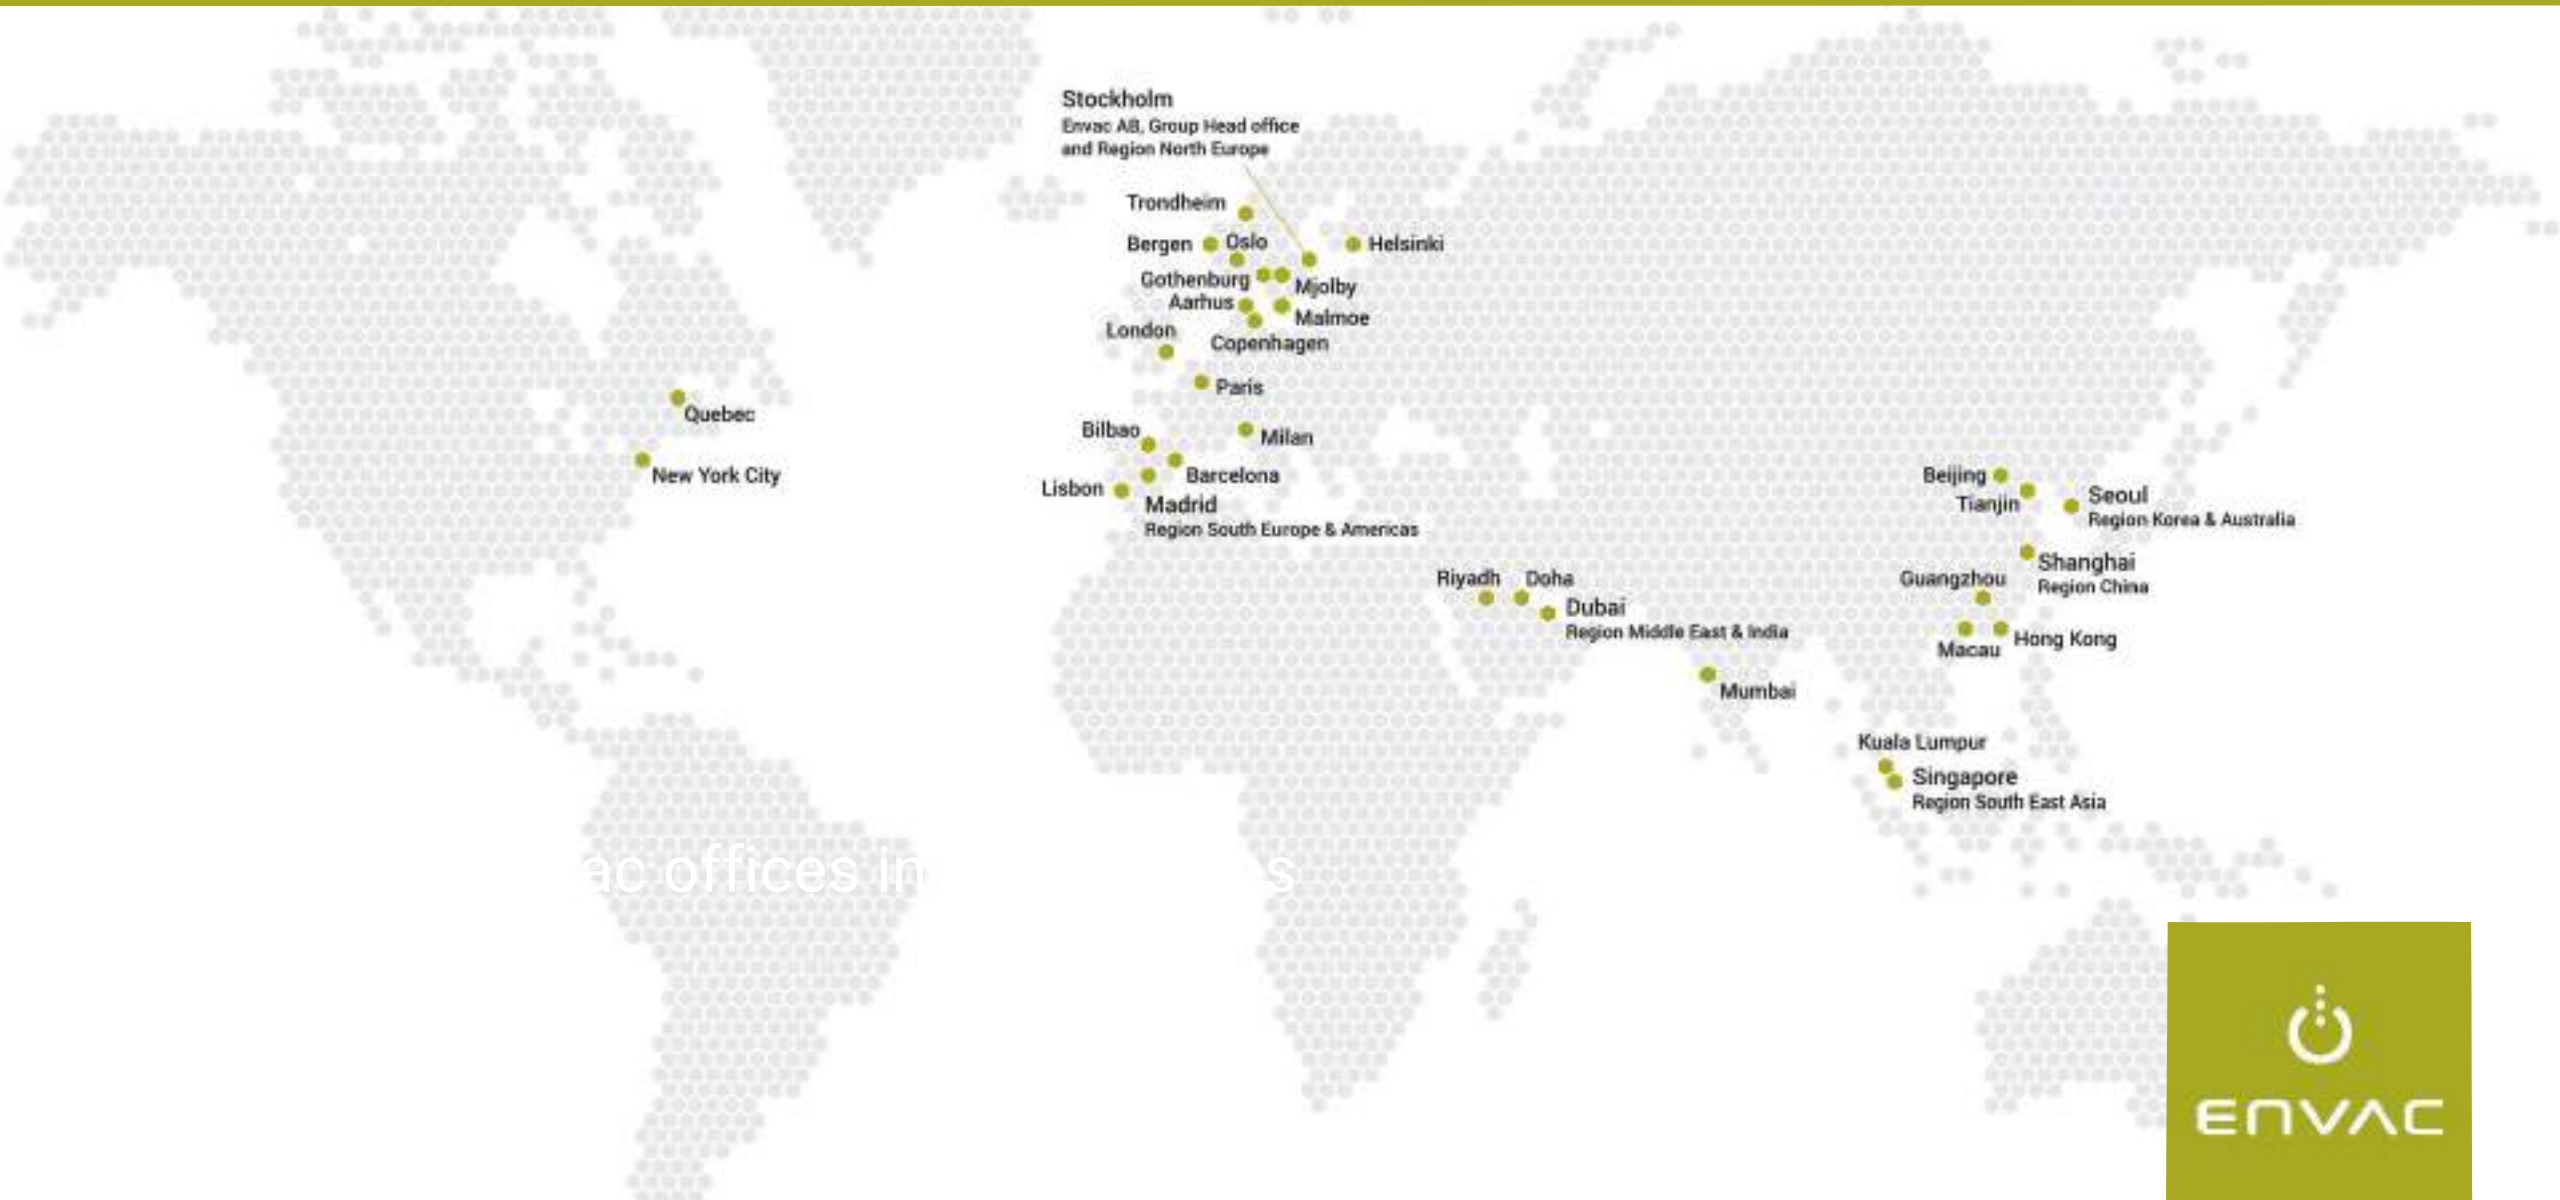 Stockholm
Envac AB, Group Head office
and Region North Europe
Trondheim
Bergen
Oslo
Helsinki
Gothenburg
Mjolby
Aarhus
Malmoe
London
Copenhagen
Paris
Quebec
Bilbao
Milan
New York City
Barcelona
Lisbon
Madrid
Region South Europe & Americas
Beijing
Tianjin
Seoul
Region Korea & Australia
Shanghai
Region China
Riyadh
Doha
Guangzhou
Dubai
Region Middle East & India
Macau
Hong Kong
Mumbai
Kuala Lumpur
Singapore
Region South East Asia
offices in
ENVAC